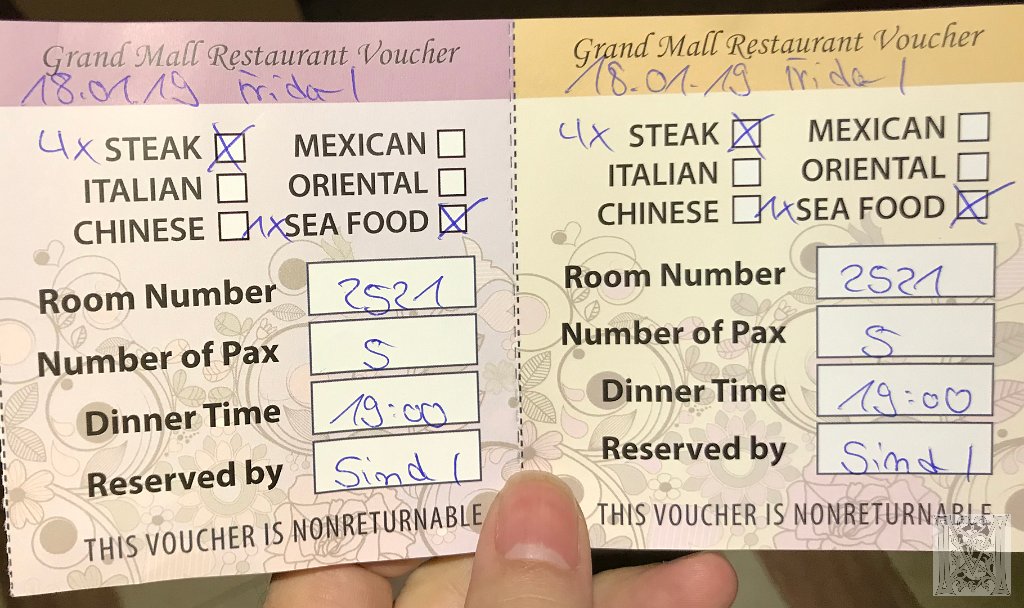 Grand Mall Restaurant Voucher
18.01.19 Frida
4x STEAK MEXICAN
ITALIAN ORIENTAL
CHINESE 1x SEA FOOD
Room Number 2521
Number of Pax 5
Dinner Time 19:00
Reserved by
THIS VOUCHER IS NONRETURNABLE
Grand Mall Restaurant Voucher
18.01.19 Frida
4x STEAK MEXICAN
ITALIAN ORIENTAL
CHINESE 1x SEA FOOD
Room Number 2521
Number of Pax 5
Dinner Time 19:00
Reserved by
THIS VOUCHER IS NONRETURNABLE